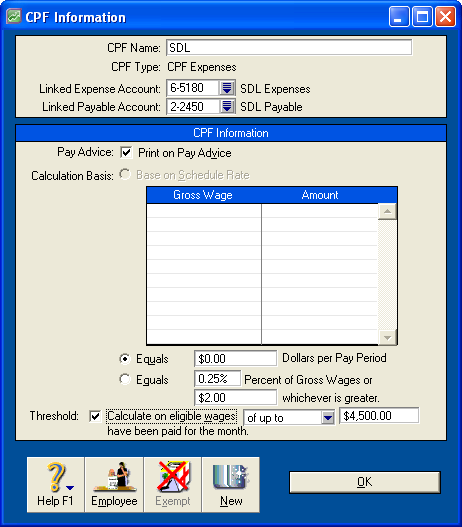 CPF Information
CPF Name: SDL
CPF Type: CPF Expenses
Linked Expense Account: 6-5180 SDL Expenses
Linked Payable Account: 2-2450 SDL Payable
CPF Information
Pay Advice: Print on Pay Advice
Calculation Basis: Base on Schedule Rate
Gross Wage Amount
Equals $0.00 Dollars per Pay Period
Equals 0.25% Percent of Gross Wages or
$2.00 whichever is greater.
Threshold: Calculate on eligible wages of up to $4,500.00
have been paid for the month.
Help F1 Employee Exempt New OK